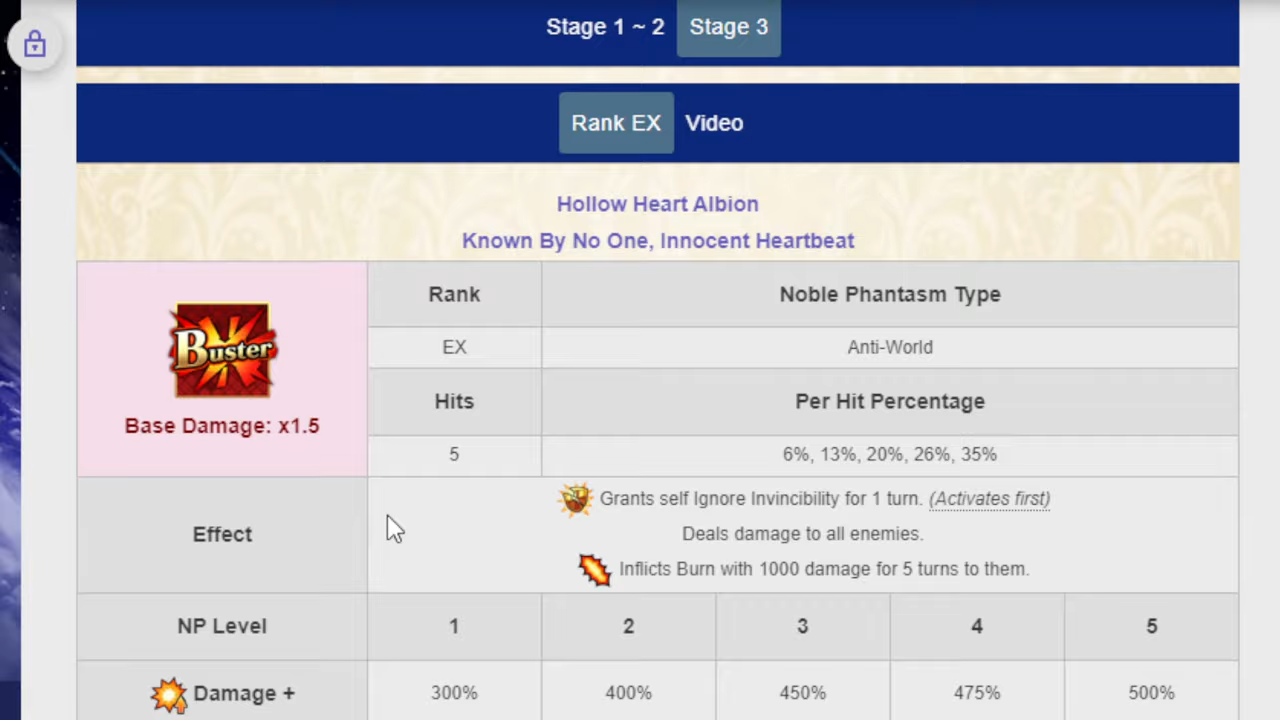 Stage 1 ~ 2 Stage 3
Rank EX Video
Hollow Heart Albion
Known By No One, Innocent Heartbeat
Buster
Base Damage: x1.5
Rank Noble Phantasm Type
EX Anti-World
Hits Per Hit Percentage
5 6%, 13%, 20%, 26%, 35%
Effect
Grants self Ignore Invincibility for 1 turn. (Activates first)
Deals damage to all enemies.
Inflicts Burn with 1000 damage for 5 turns to them.
NP Level 1 2 3 4 5
Damage + 300% 400% 450% 475% 500%